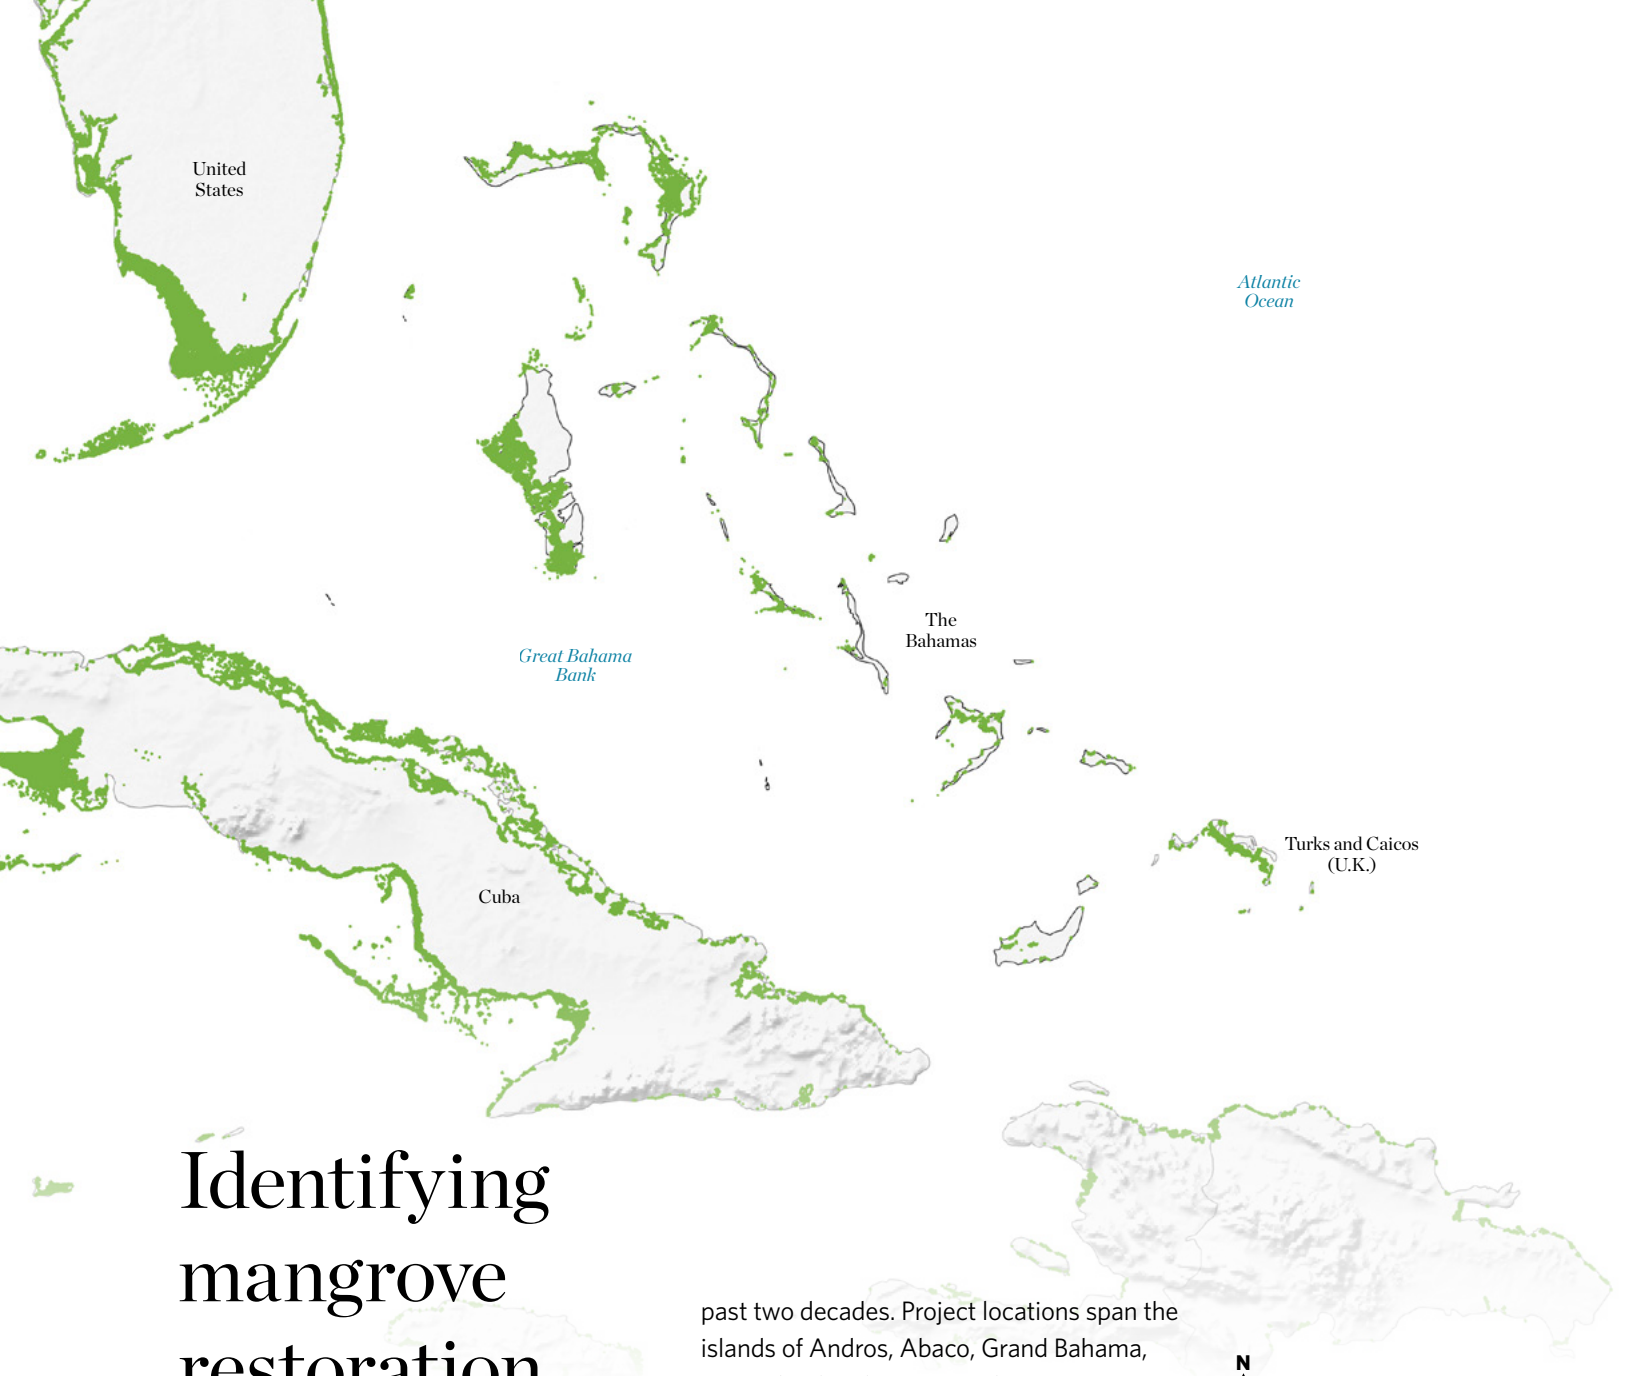 United
States
Atlantic
Ocean
The
Bahamas
Great Bahama
Bank
Turks and Caicos
(U.K.)
Cuba
Identifying
mangrove
restoration
past two decades. Project locations span the
islands of Andros, Abaco, Grand Bahama,
N